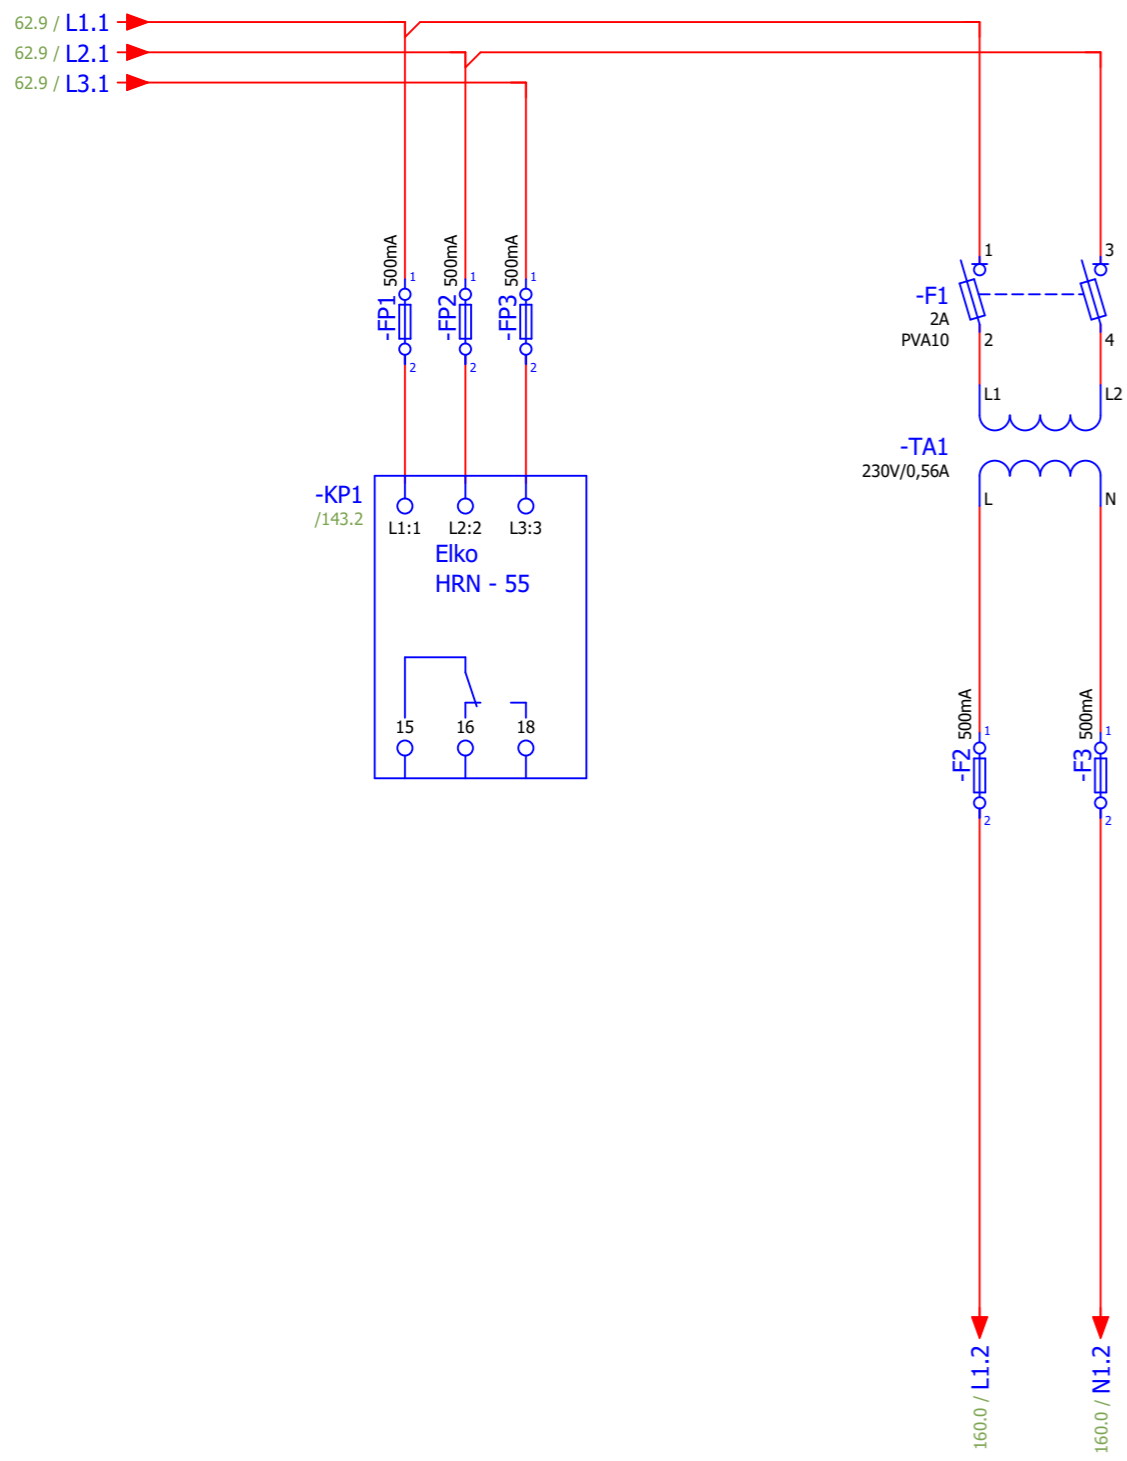 62.9 / L1.1
62.9 / L2.1
62.9 / L3.1
-FP1
500mA
1
2
-FP2
500mA
1
2
-FP3
500mA
1
2
-F1
2A
PVA10
1
2
3
4
L1
L2
-TA1
230V/0,56A
L
N
-KP1
/143.2
L1:1
L2:2
L3:3
Elko
HRN - 55
15
16
18
-F2
500mA
1
2
-F3
500mA
1
2
160.0 / L1.2
160.0 / N1.2